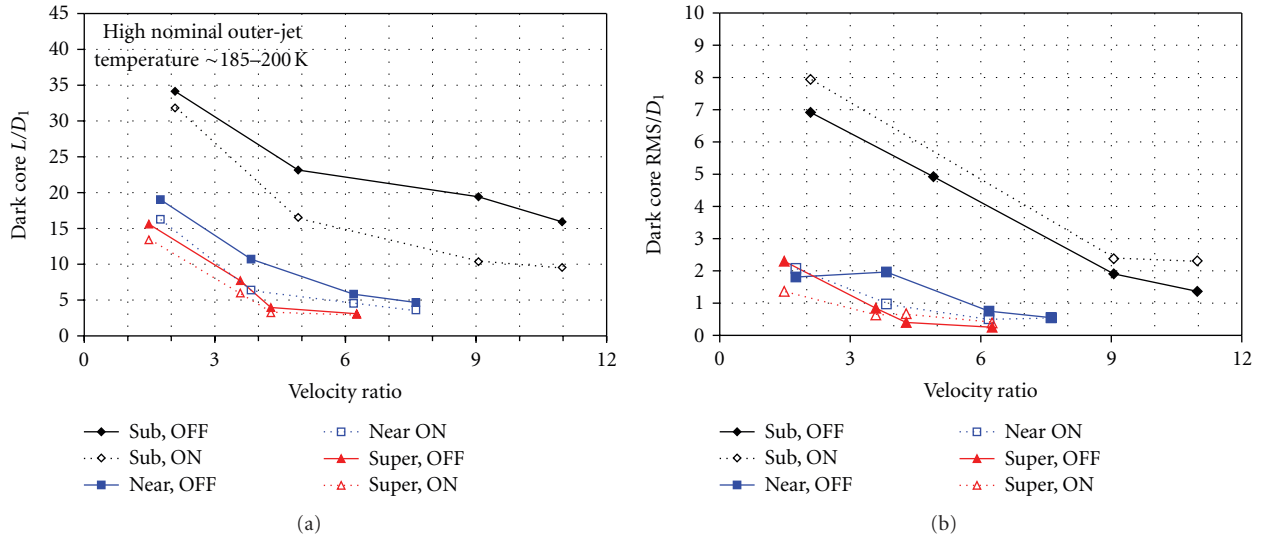 45
40
35
30
25
20
15
10
5
0
High nominal outer-jet
temperature ~185–200 K
Dark core L/D1
0 3 6 9 12
Velocity ratio
Sub, OFF
Sub, ON
Near, OFF
Near ON
Super, OFF
Super, ON
(a)
10
9
8
7
6
5
4
3
2
1
0
Dark core RMS/D1
0 3 6 9 12
Velocity ratio
Sub, OFF
Sub, ON
Near, OFF
Near ON
Super, OFF
Super, ON
(b)